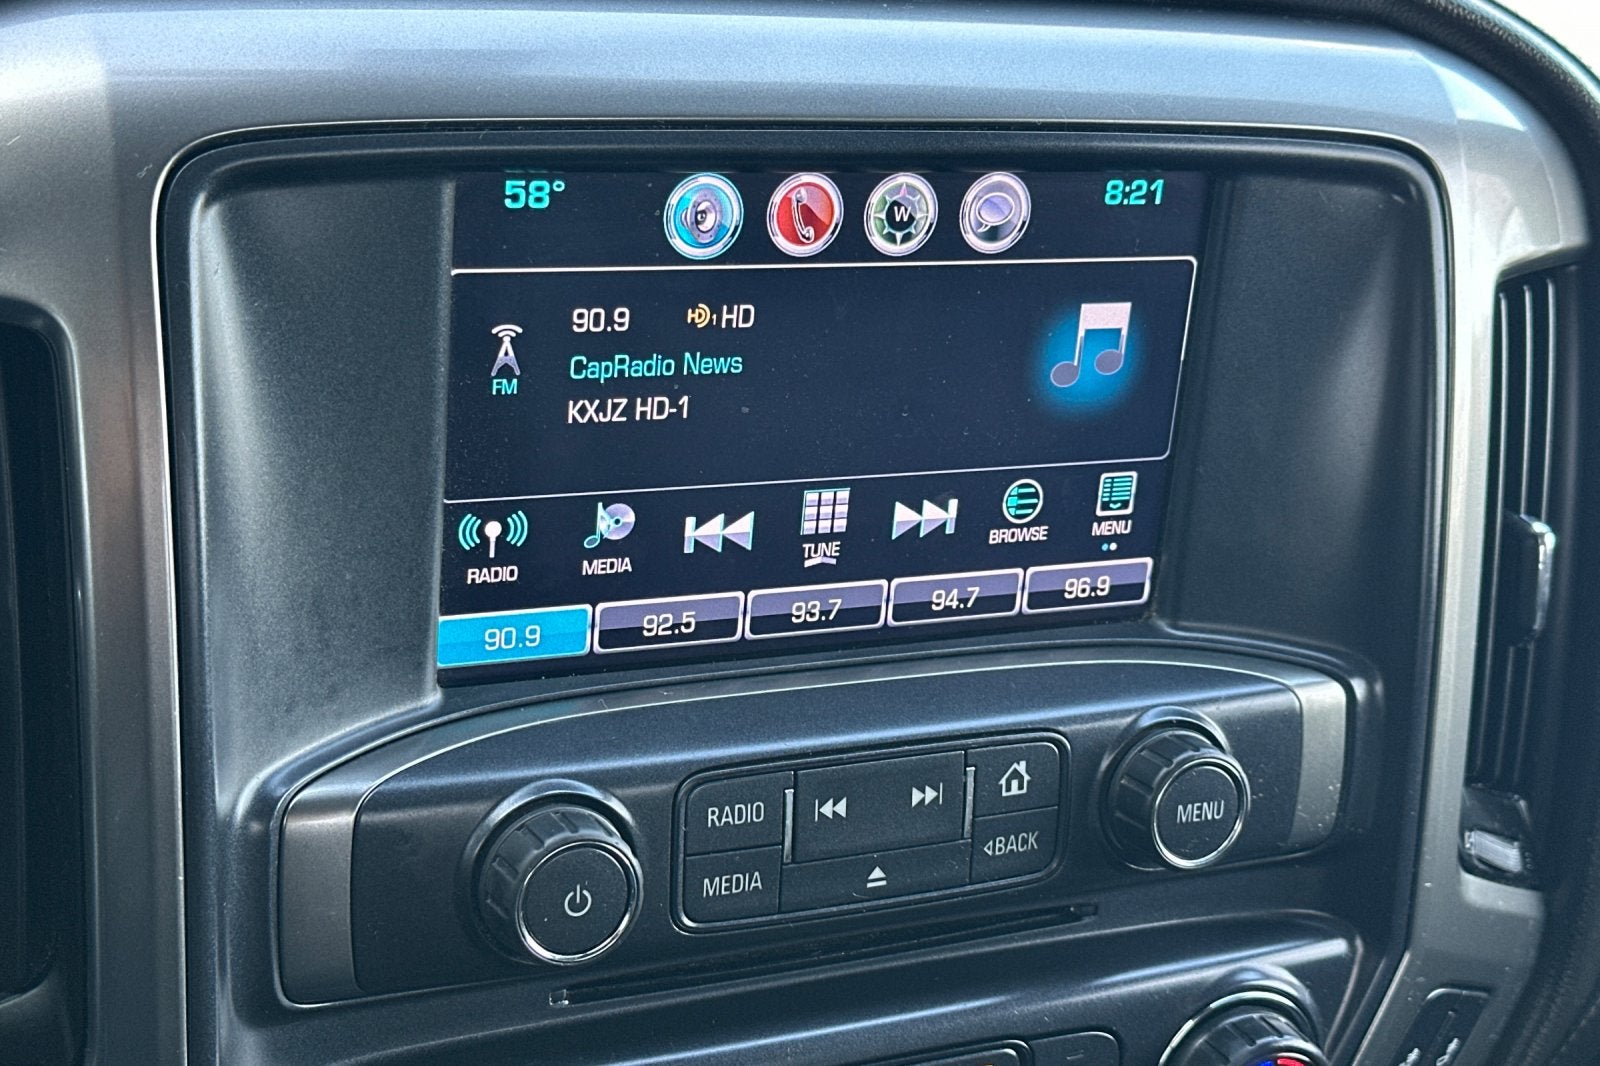 58° W 8:21
90.9 HD1 HD
FM
CapRadio News
KXJZ HD-1
RADIO MEDIA TUNE BROWSE MENU
90.9 92.5 93.7 94.7 96.9
RADIO
MEDIA
BACK
MENU